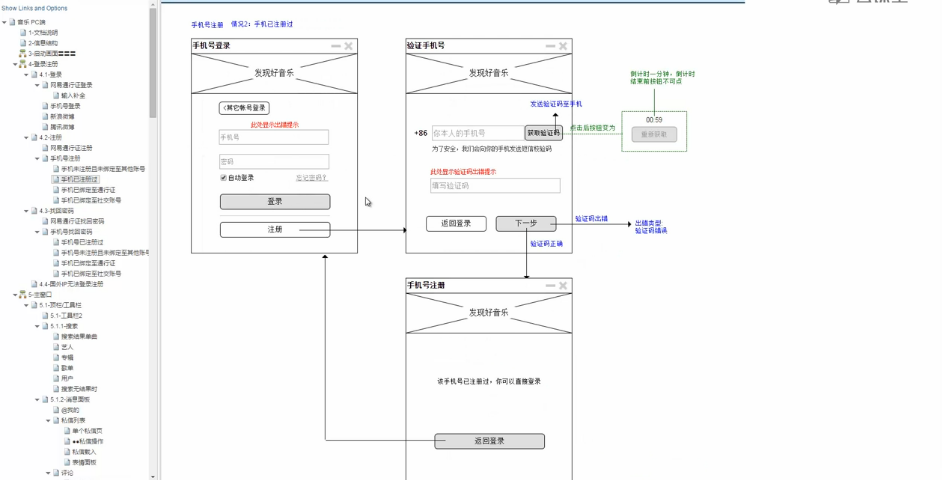 Show Links and Options
音乐 PC端
1-文档说明
2-信息结构
3-启动画面〓〓〓
4-登录注册
4.1-登录
网易通行证登录
输入补全
手机号登录
新浪微博
腾讯微博
4.2-注册
网易通行证注册
手机号注册
手机未注册且未绑定至其他账号
手机已注册过
手机已绑定至通行证
手机已绑定至社交账号
4.3-找回密码
网易通行证找回密码
手机号找回密码
手机号已注册过
手机号未注册且未绑定至其他账号
手机已绑定至通行证
手机已绑定至社交账号
4.4-国外IP无法登录注册
5-主窗口
5.1-顶栏/工具栏
5.1-工具栏2
5.1.1-搜索
搜索结果单曲
艺人
专辑
歌单
用户
搜索无结果时
5.1.2-消息面板
@我的
私信列表
单个私信页
●●私信操作
私信载入
表情面板
评论
手机号注册 情况2：手机已注册过
手机号登录
发现好音乐
<其它帐号登录
此处显示出错提示
手机号
密码
自动登录
忘记密码?
登录
注册
验证手机号
发现好音乐
发送验证码至手机
+86
你本人的手机号
获取验证码
为了安全，我们会向你的手机发送短信校验码
此处显示验证码出错提示
填写验证码
返回登录
下一步
点击后按钮变为
倒计时一分钟，倒计时
结束前按钮不可点
00:59
重新获取
验证码出错
出错类型
验证码错误
验证码正确
手机号注册
发现好音乐
该手机号已注册过，你可以直接登录
返回登录